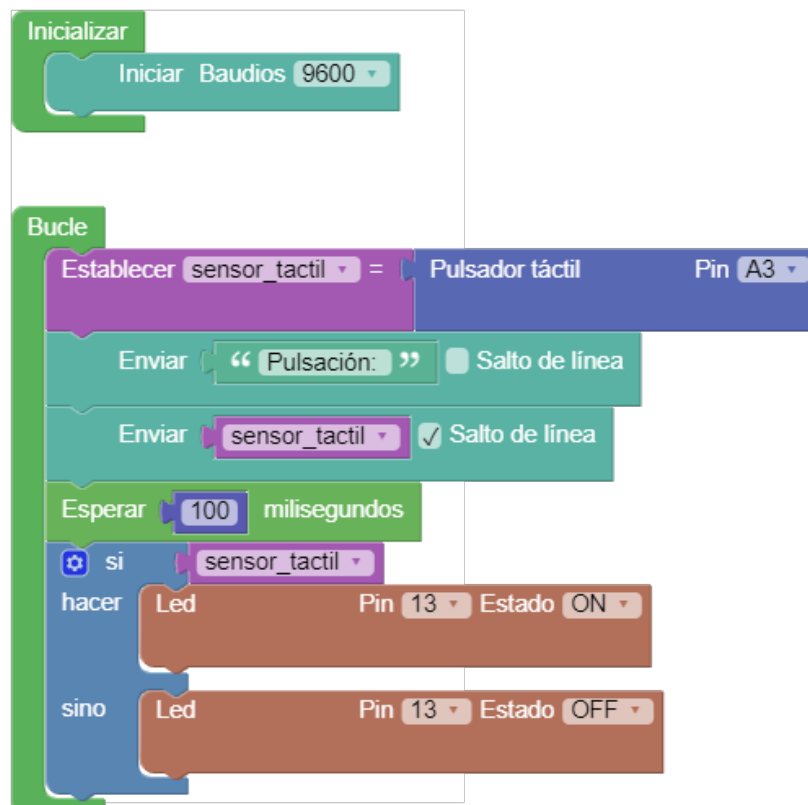 Inicializar
Iniciar Baudios 9600
Bucle
Establecer sensor_tactil = Pulsador táctil Pin A3
Enviar “ Pulsación: ” Salto de línea
Enviar sensor_tactil ✓ Salto de línea
Esperar 100 milisegundos
si sensor_tactil
hacer Led Pin 13 Estado ON
sino Led Pin 13 Estado OFF